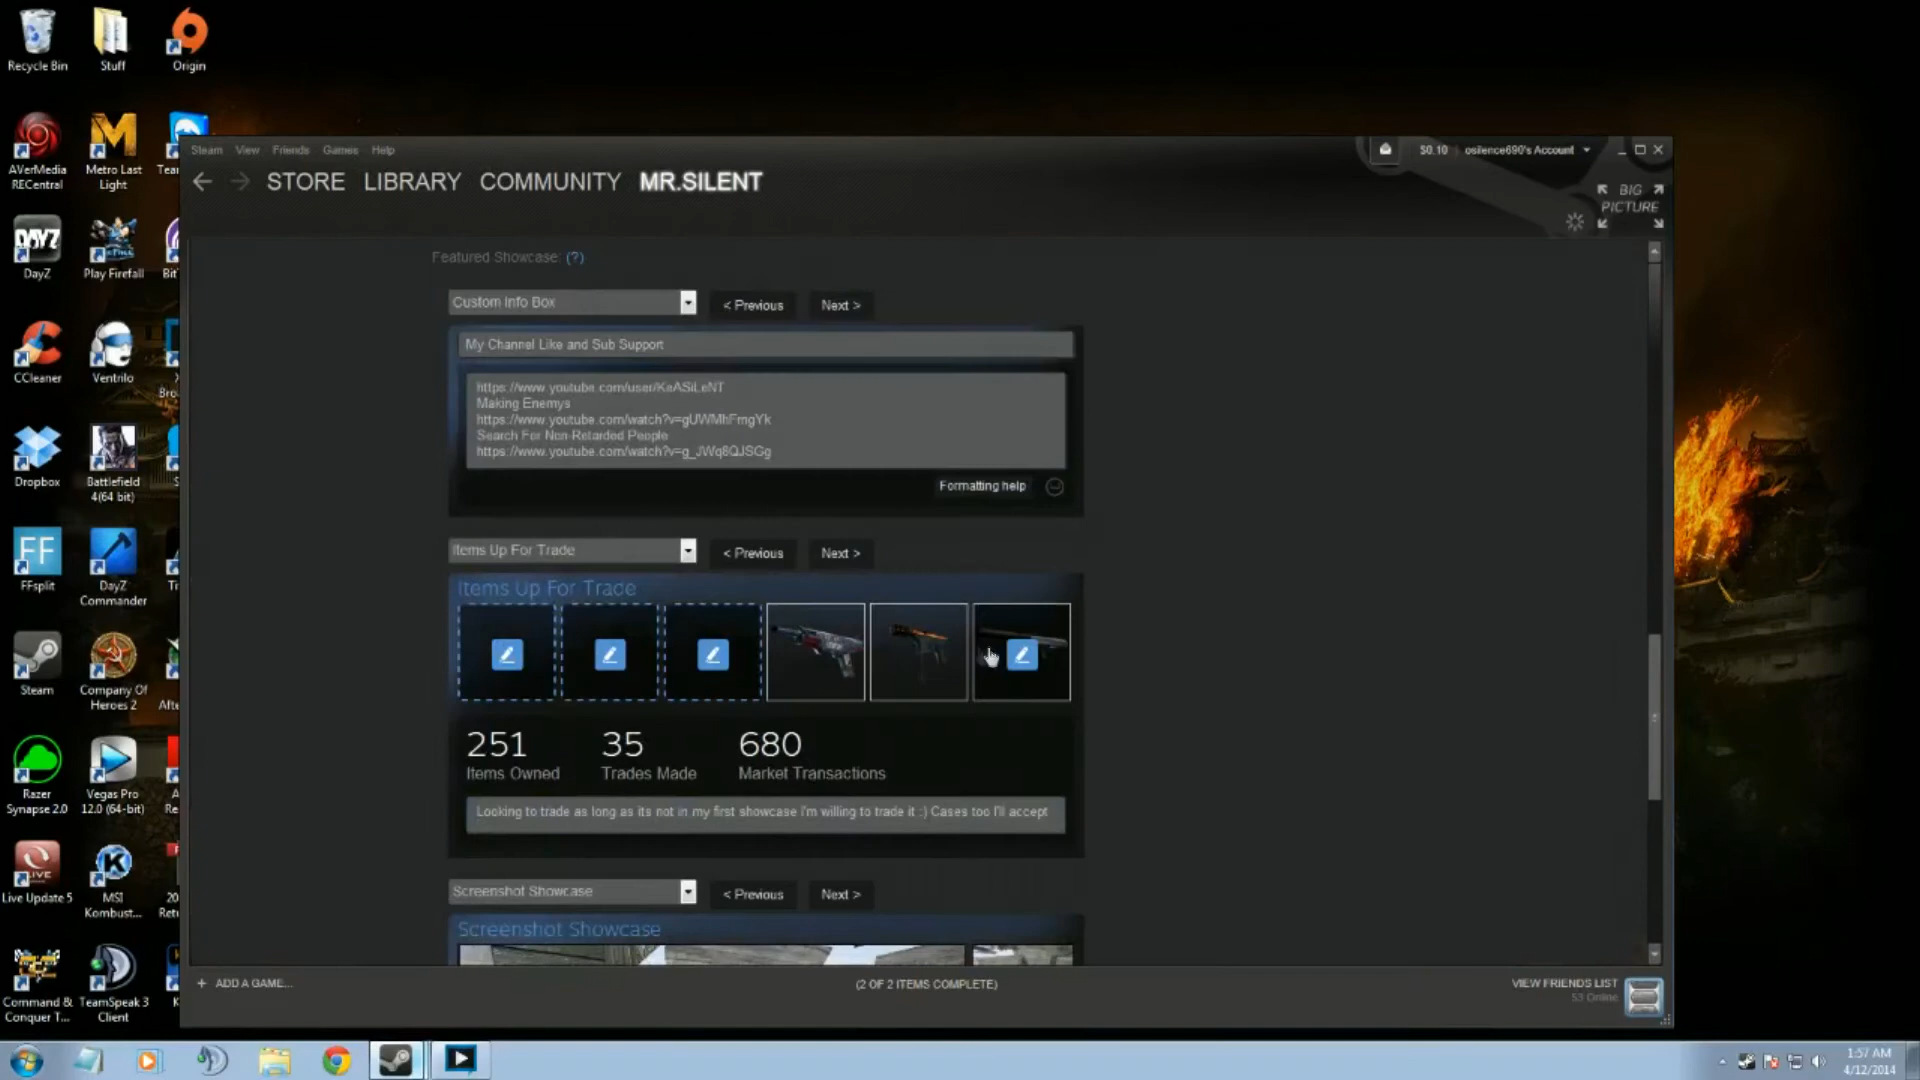 Recycle Bin
Stuff
Origin
AVerMedia RECentral
Metro Last Light
DayZ
Play Firefall
CCleaner
Ventrilo
Dropbox
Battlefield 4(64 bit)
FFsplit
DayZ Commander
Steam
Company Of Heroes 2
Razer Synapse 2.0
Vegas Pro 12.0 (64-bit)
Live Update 5
MSI Kombust...
Command & Conquer T...
TeamSpeak 3 Client
Steam View Friends Games Help
$0.10 osilence690's Account
STORE LIBRARY COMMUNITY MR.SILENT
BIG PICTURE
Featured Showcase: (?)
Custom Info Box < Previous Next >
My Channel Like and Sub Support
https://www.youtube.com/user/KaASiLeNT
Making Enemys
https://www.youtube.com/watch?v=gUWMhFmgYk
Search For Non-Retarded People
https://www.youtube.com/watch?v=g_JWq8QJSGg
Formatting help
Items Up For Trade < Previous Next >
Items Up For Trade
251 35 680
Items Owned Trades Made Market Transactions
Looking to trade as long as its not in my first showcase I'm willing to trade it :) Cases too I'll accept
Screenshot Showcase < Previous Next >
Screenshot Showcase
+ ADD A GAME...
(2 OF 2 ITEMS COMPLETE)
VIEW FRIENDS LIST
53 Online
1:57 AM
4/12/2014